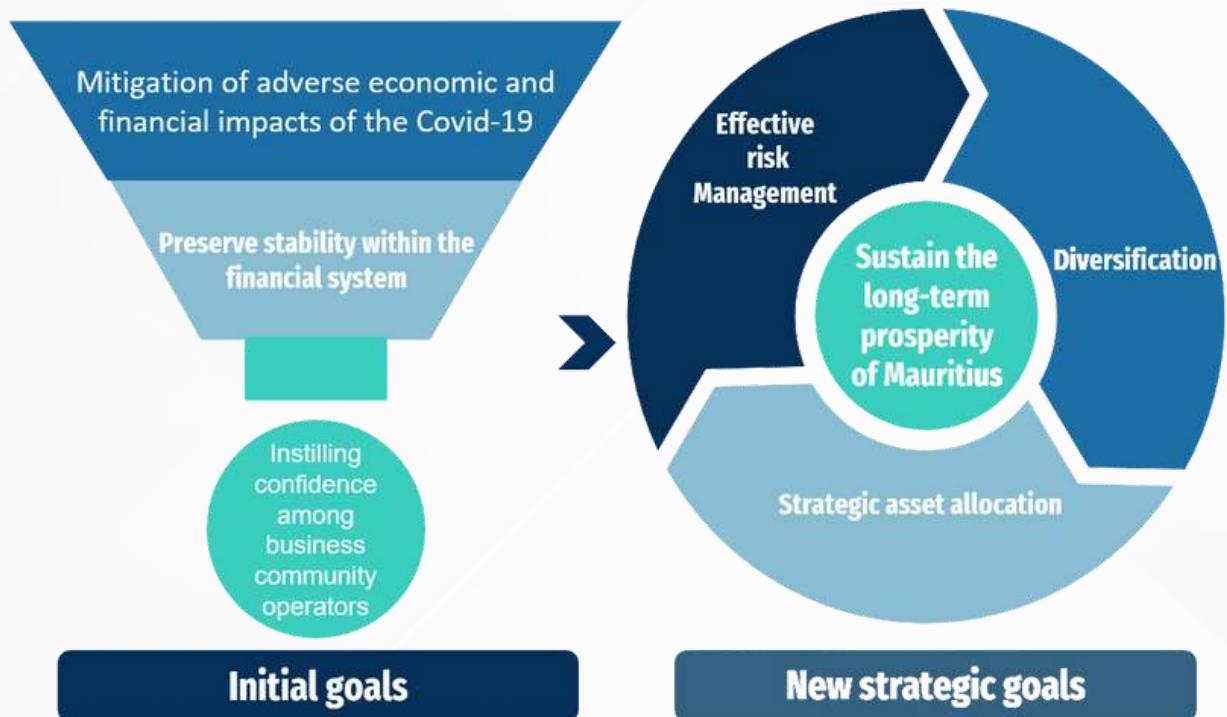 Mitigation of adverse economic and
financial impacts of the Covid-19
Preserve stability within the
financial system
Instilling
confidence
among
business
community
operators
Initial goals
Effective
risk
Management
Diversification
Sustain the
long-term
prosperity
of Mauritius
Strategic asset allocation
New strategic goals